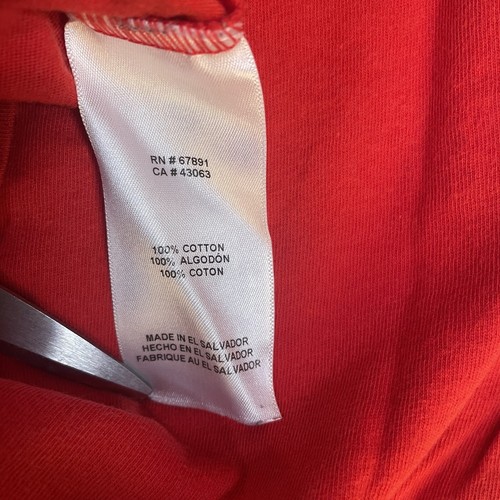 RN # 67891
CA # 43063
100% COTTON
100% ALGODÓN
100% COTON
MADE IN EL SALVADOR
HECHO EN EL SALVADOR
FABRIQUE AU EL SALVADOR